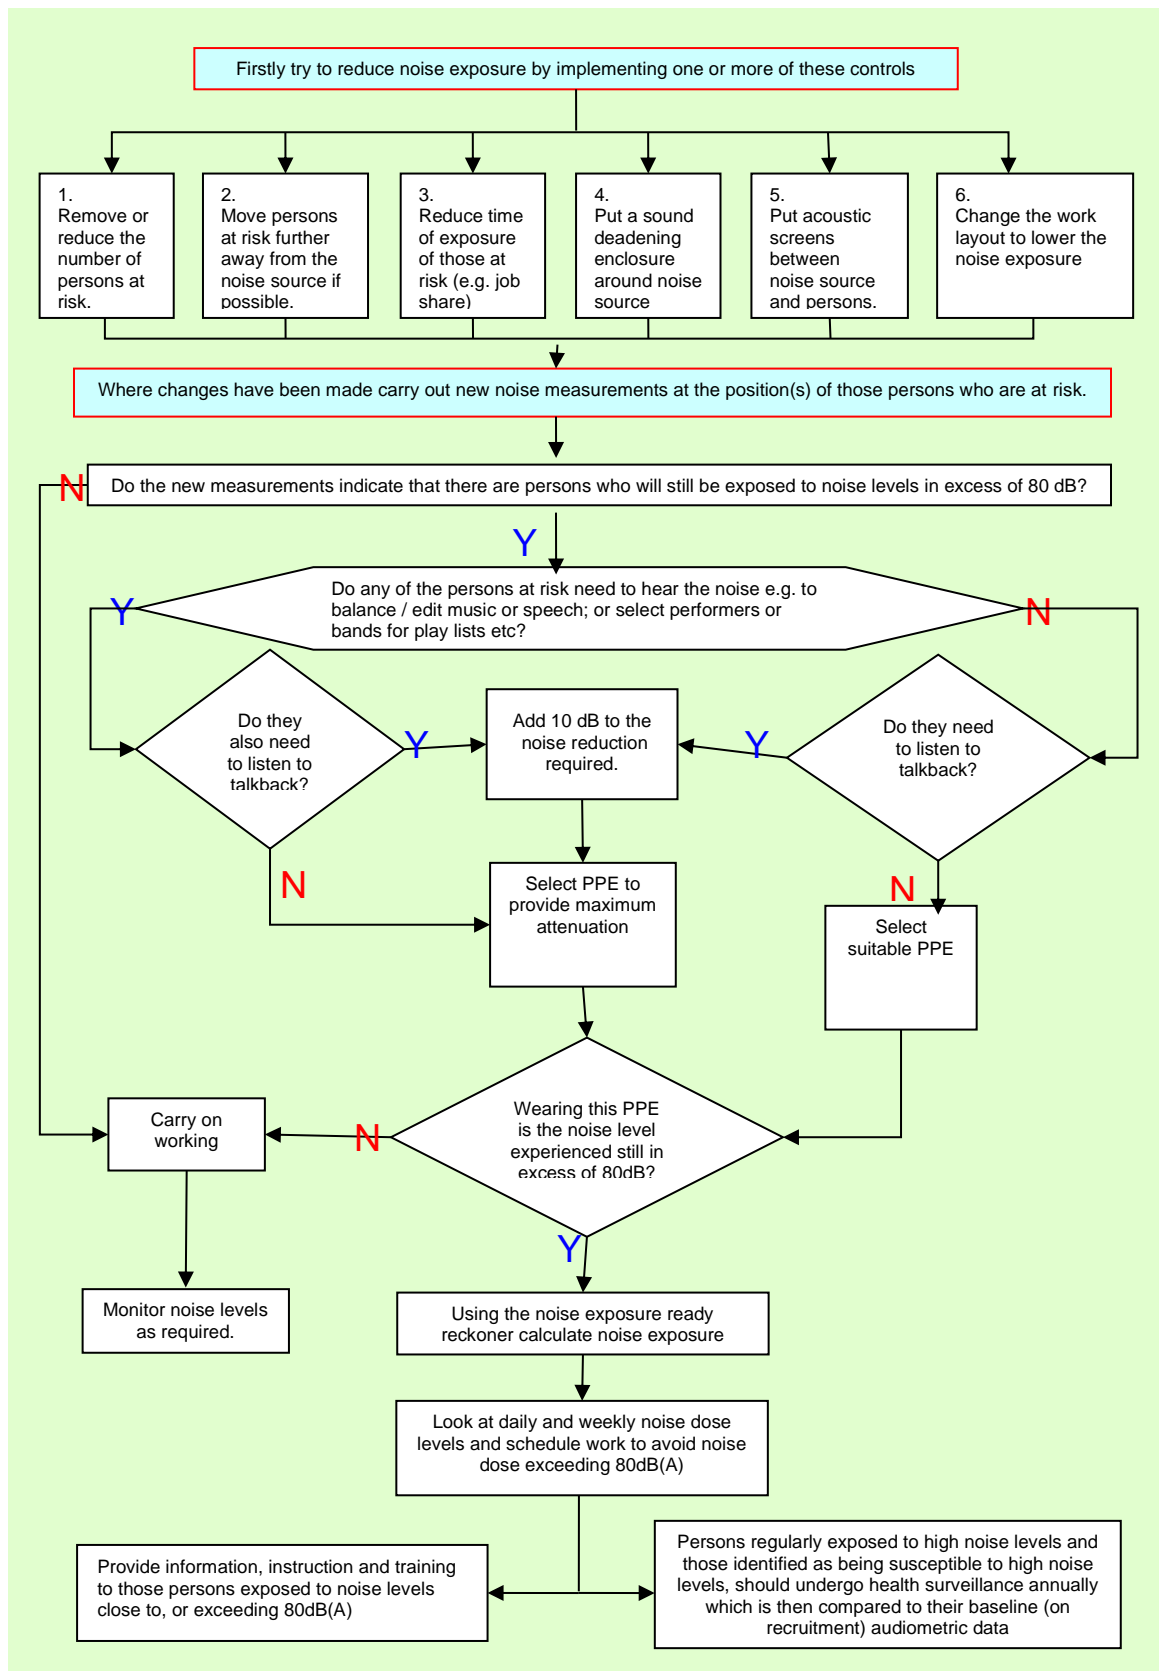 Firstly try to reduce noise exposure by implementing one or more of these controls
1.
Remove or
reduce the
number of
persons at
risk.
2.
Move persons
at risk further
away from the
noise source if
possible.
3.
Reduce time
of exposure
of those at
risk (e.g. job
share)
4.
Put a sound
deadening
enclosure
around noise
source
5.
Put acoustic
screens
between
noise source
and persons.
6.
Change the work
layout to lower the
noise exposure
Where changes have been made carry out new noise measurements at the position(s) of those persons who are at risk.
N
Do the new measurements indicate that there are persons who will still be exposed to noise levels in excess of 80 dB?
Y
Do any of the persons at risk need to hear the noise e.g. to
balance / edit music or speech; or select performers or
bands for play lists etc?
Y
N
Do they
also need
to listen to
talkback?
Y
Add 10 dB to the
noise reduction
required.
Y
Do they need
to listen to
talkback?
N
Select PPE to
provide maximum
attenuation
N
Select
suitable PPE
Carry on
working
N
Wearing this PPE
is the noise level
experienced still in
excess of 80dB?
Y
Monitor noise levels
as required.
Using the noise exposure ready
reckoner calculate noise exposure
Look at daily and weekly noise dose
levels and schedule work to avoid noise
dose exceeding 80dB(A)
Provide information, instruction and training
to those persons exposed to noise levels
close to, or exceeding 80dB(A)
Persons regularly exposed to high noise levels and
those identified as being susceptible to high noise
levels, should undergo health surveillance annually
which is then compared to their baseline (on
recruitment) audiometric data